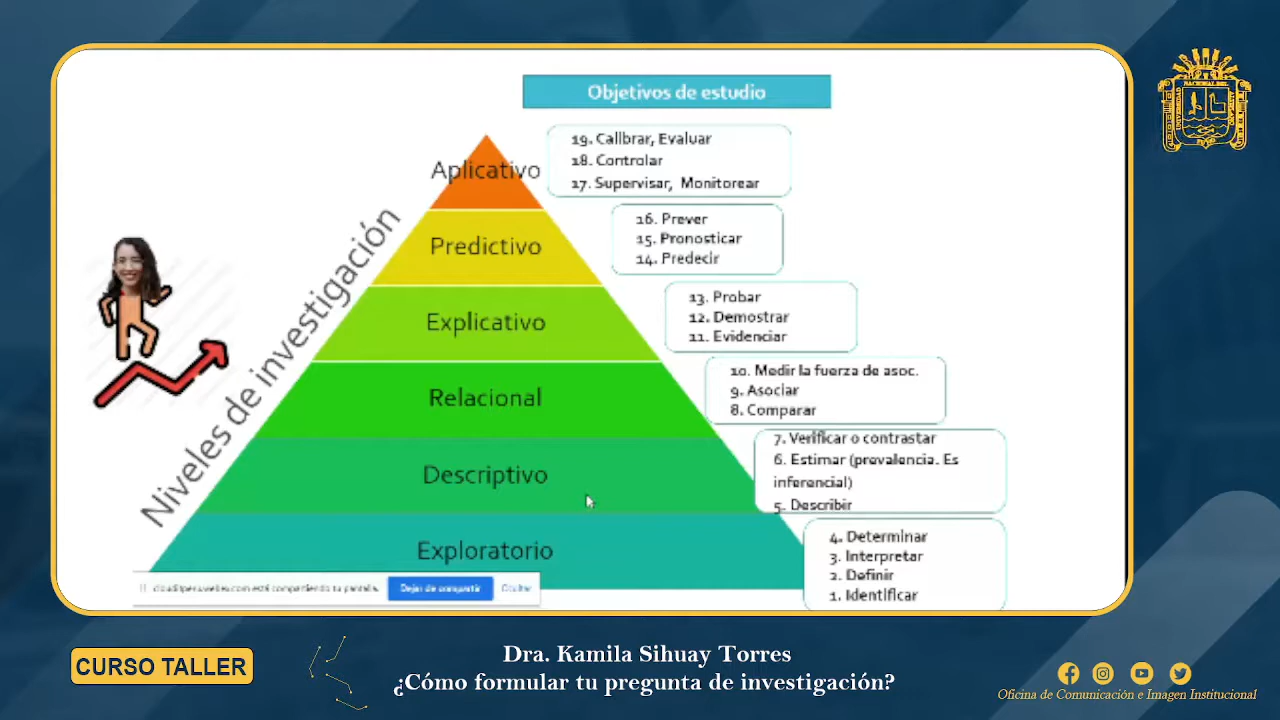 Objetivos de estudio
Niveles de investigación
Aplicativo
19. Calibrar, Evaluar
18. Controlar
17. Supervisar, Monitorear
Predictivo
16. Prever
15. Pronosticar
14. Predecir
Explicativo
13. Probar
12. Demostrar
11. Evidenciar
Relacional
10. Medir la fuerza de asoc.
9. Asociar
8. Comparar
Descriptivo
7. Verificar o contrastar
6. Estimar (prevalencia. Es
inferencial)
5. Describir
Exploratorio
4. Determinar
3. Interpretar
2. Definir
1. Identificar
está compartiendo tu pantalla. Dejar de compartir Ocultar
CURSO TALLER
Dra. Kamila Sihuay Torres
¿Cómo formular tu pregunta de investigación?
Oficina de Comunicación e Imagen Institucional